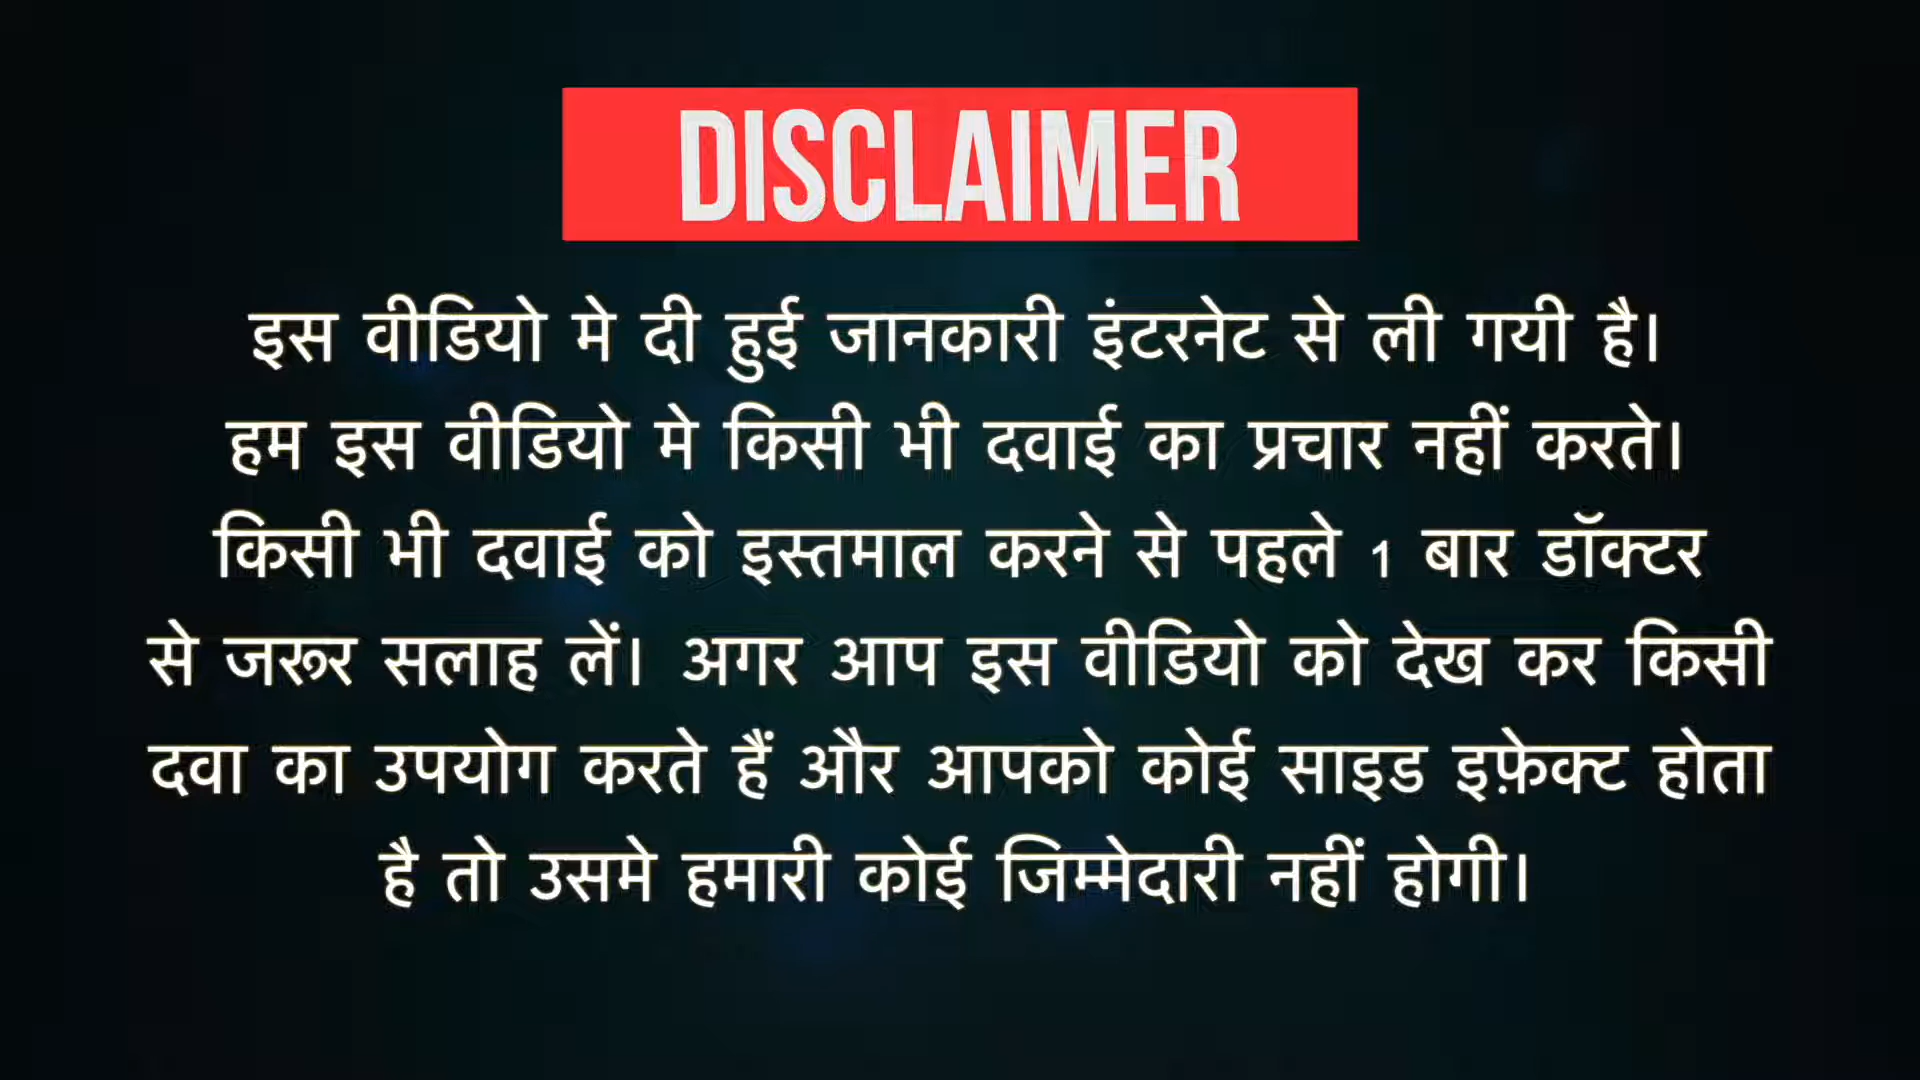 DISCLAIMER
इस वीडियो मे दी हुई जानकारी इंटरनेट से ली गयी है।
हम इस वीडियो मे किसी भी दवाई का प्रचार नहीं करते।
किसी भी दवाई को इस्तमाल करने से पहले 1 बार डॉक्टर
से जरूर सलाह लें। अगर आप इस वीडियो को देख कर किसी
दवा का उपयोग करते हैं और आपको कोई साइड इफ़ेक्ट होता
है तो उसमे हमारी कोई जिम्मेदारी नहीं होगी।